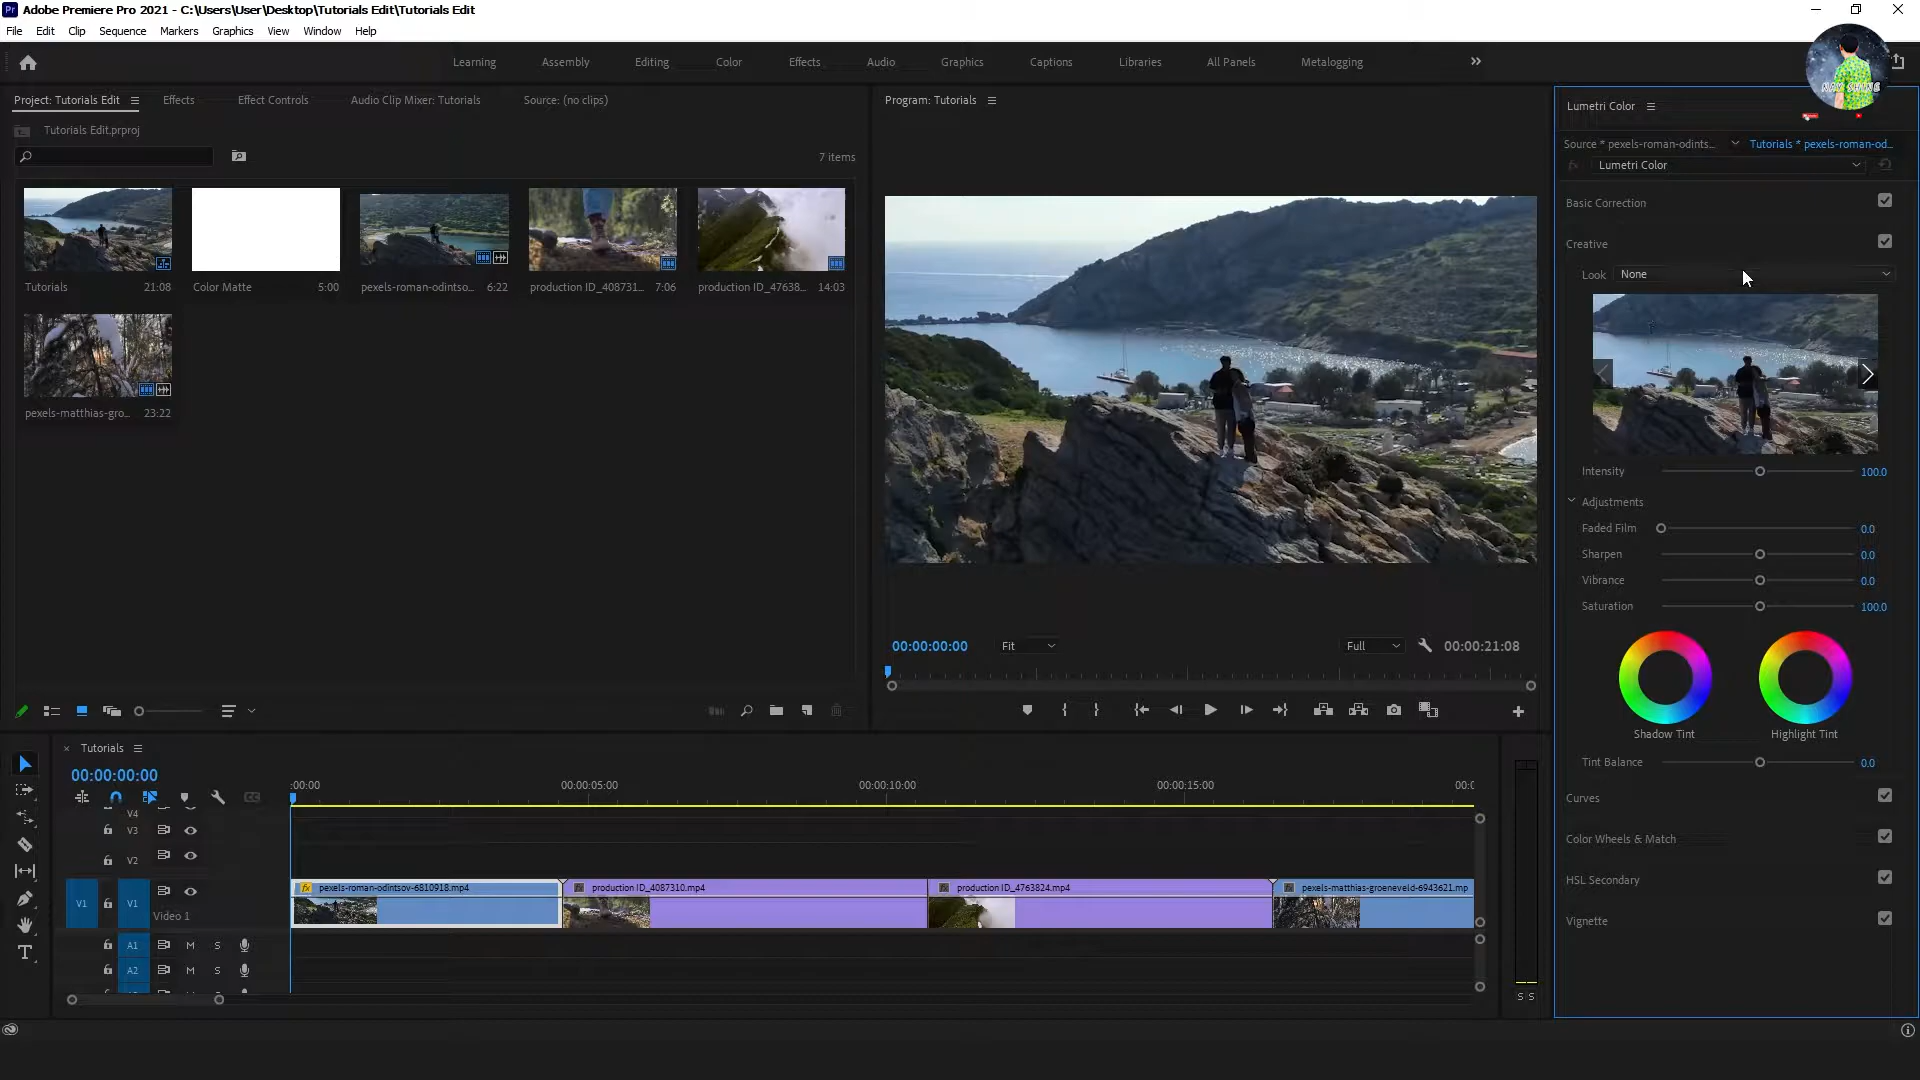 Adobe Premiere Pro 2021 - C:\Users\User\Desktop\Tutorials Edit\Tutorials Edit
File Edit Clip Sequence Markers Graphics View Window Help
Learning Assembly Editing Color Effects Audio Graphics Captions Libraries All Panels Metalogging
Project: Tutorials Edit Effects Effect Controls Audio Clip Mixer: Tutorials Source: (no clips)
Program: Tutorials
Lumetri Color
Tutorials Edit.prproj
Source * pexels-roman-odints... Tutorials * pexels-roman-od...
Lumetri Color
7 items
Basic Correction
Creative
Look None
Tutorials 21:08
Color Matte 5:00
pexels-roman-odintso... 6:22
production ID_408731... 7:06
production ID_47638... 14:03
pexels-matthias-gro... 23:22
Intensity 100.0
Adjustments
Faded Film 0.0
Sharpen 0.0
Vibrance 0.0
Saturation 100.0
Shadow Tint Highlight Tint
Tint Balance 0.0
Curves
Color Wheels & Match
HSL Secondary
Vignette
00:00:00:00 Fit Full 00:00:21:08
Tutorials
00:00:00:00
:00:00 00:00:05:00 00:00:10:00 00:00:15:00 00:0
V4
V3
V2
V1 V1 Video 1
pexels-roman-odintsov-6810918.mp4
production ID_4087310.mp4
production ID_4763824.mp4
pexels-matthias-groeneveld-6943621.mp
A1 M S
A2 M S
S S